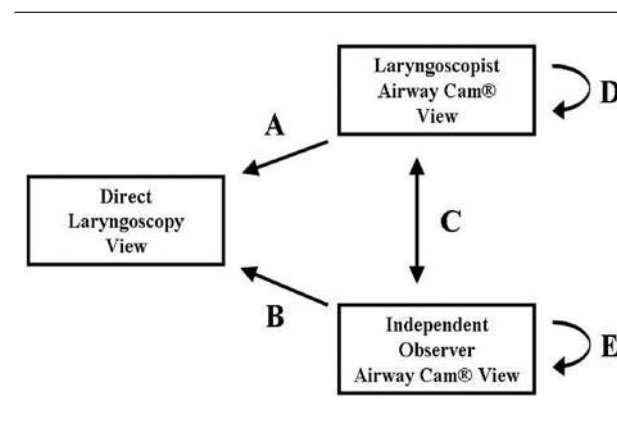 Laryngoscopist
Airway Cam®
View
D
A
Direct
Laryngoscopy
View
C
B
Independent
Observer
Airway Cam® View
E